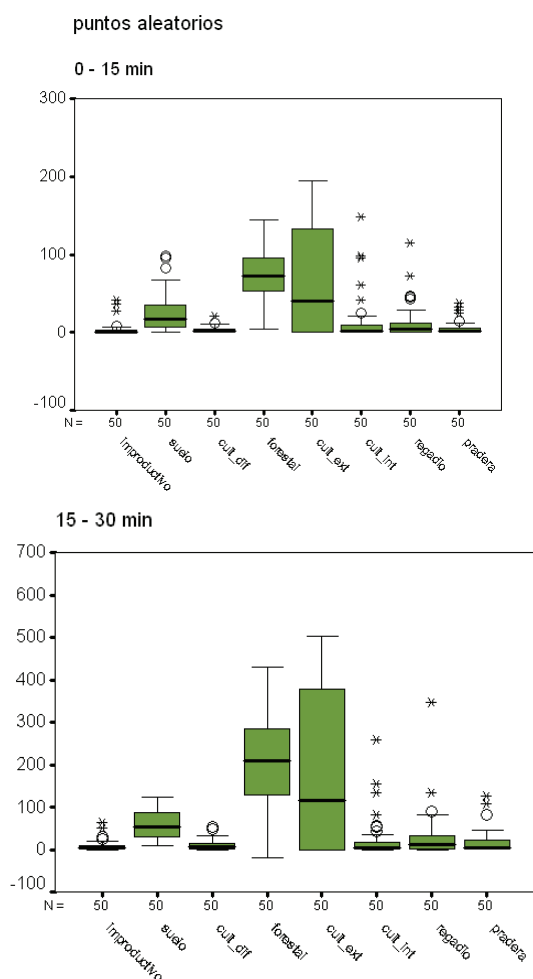 puntos aleatorios
0 - 15 min
300
200
100
0
-100
N = 50 50 50 50 50 50 50 50
Improductivo suelo cult_dif forestal cult_ext cult_int regadio pradera
15 - 30 min
700
600
500
400
300
200
100
0
-100
N = 50 50 50 50 50 50 50 50
Improductivo suelo cult_dif forestal cult_ext cult_int regadio pradera